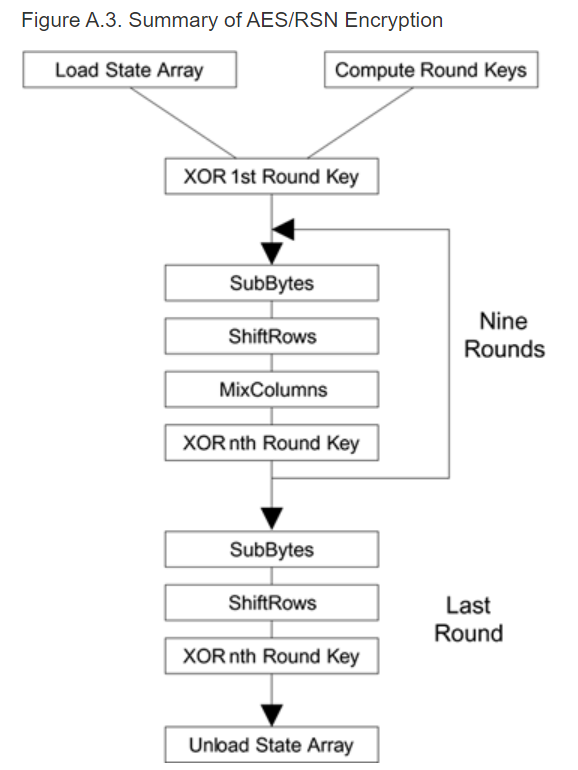 Figure A.3. Summary of AES/RSN Encryption
Load State Array
Compute Round Keys
XOR 1st Round Key
SubBytes
ShiftRows
MixColumns
XOR nth Round Key
Nine
Rounds
SubBytes
ShiftRows
XOR nth Round Key
Last
Round
Unload State Array